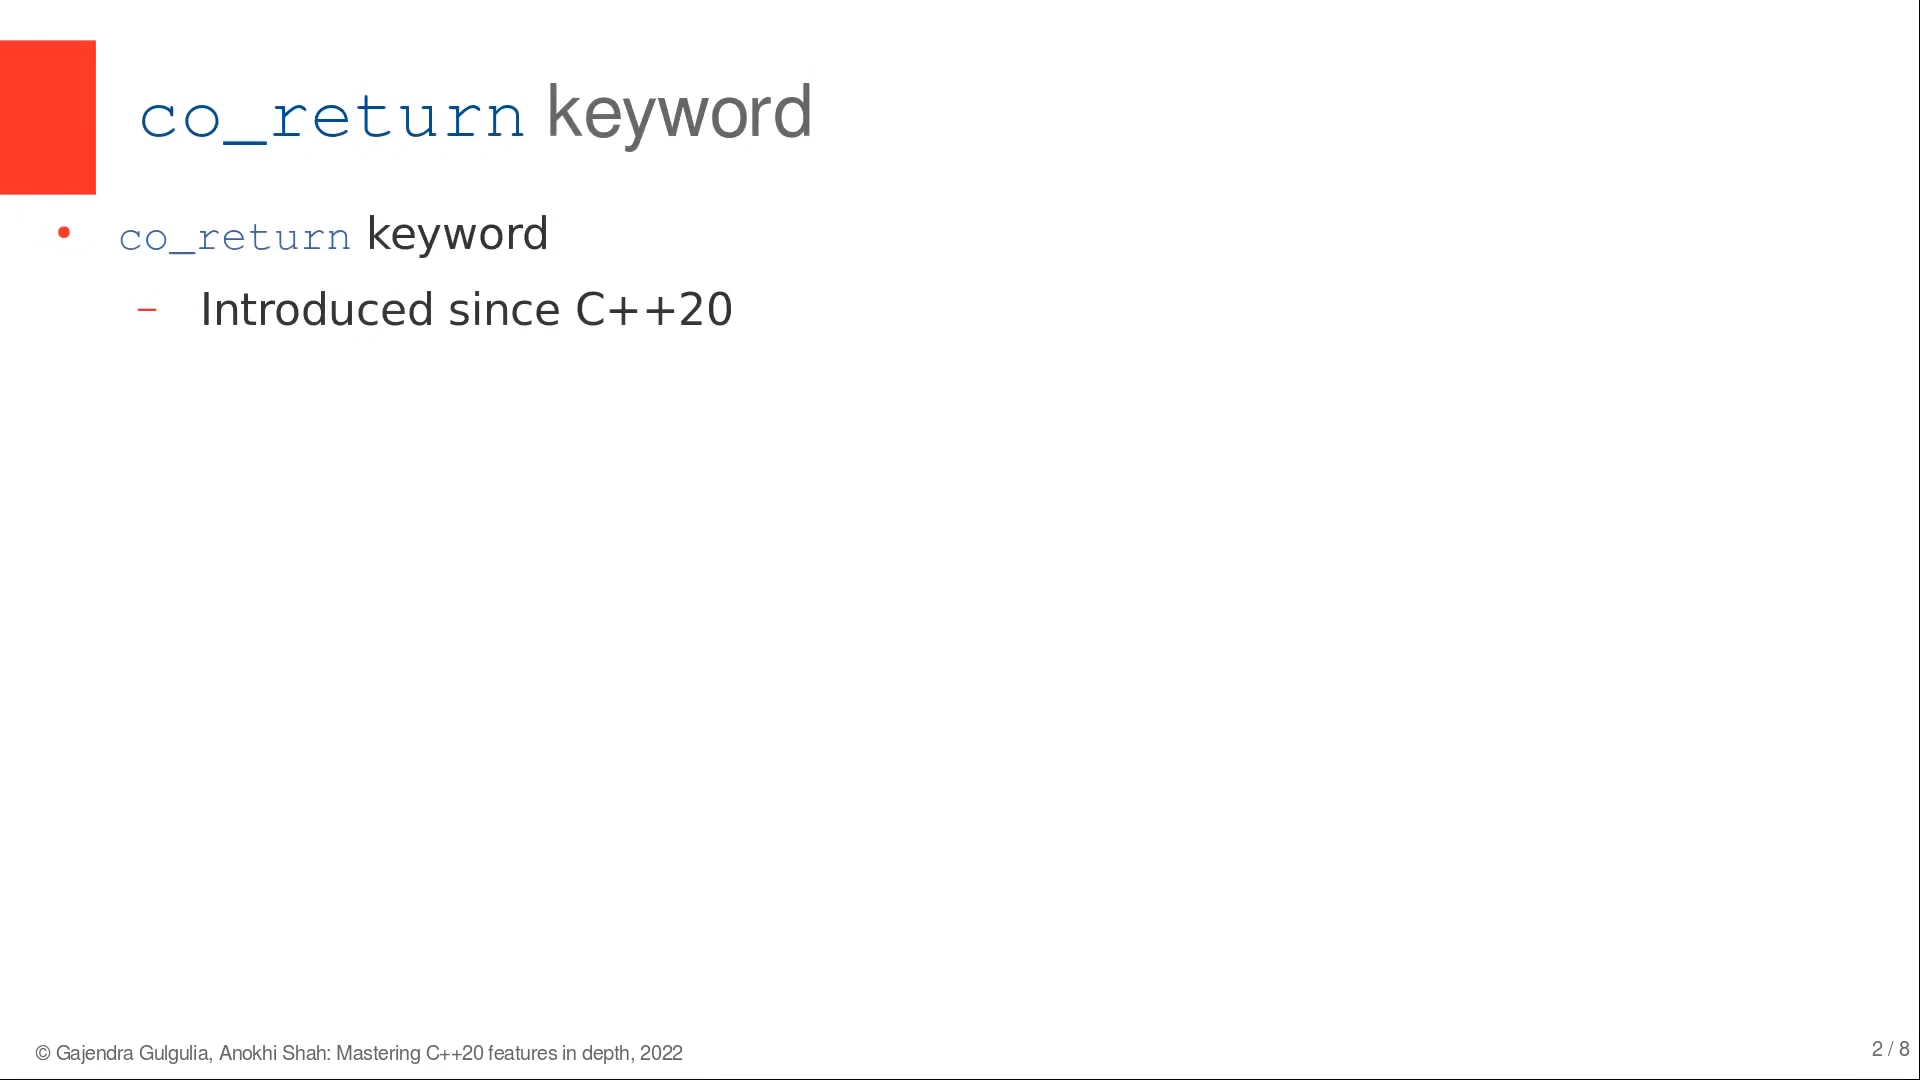 co_return keyword
• co_return keyword
– Introduced since C++20
© Gajendra Gulgulia, Anokhi Shah: Mastering C++20 features in depth, 2022
2 / 8